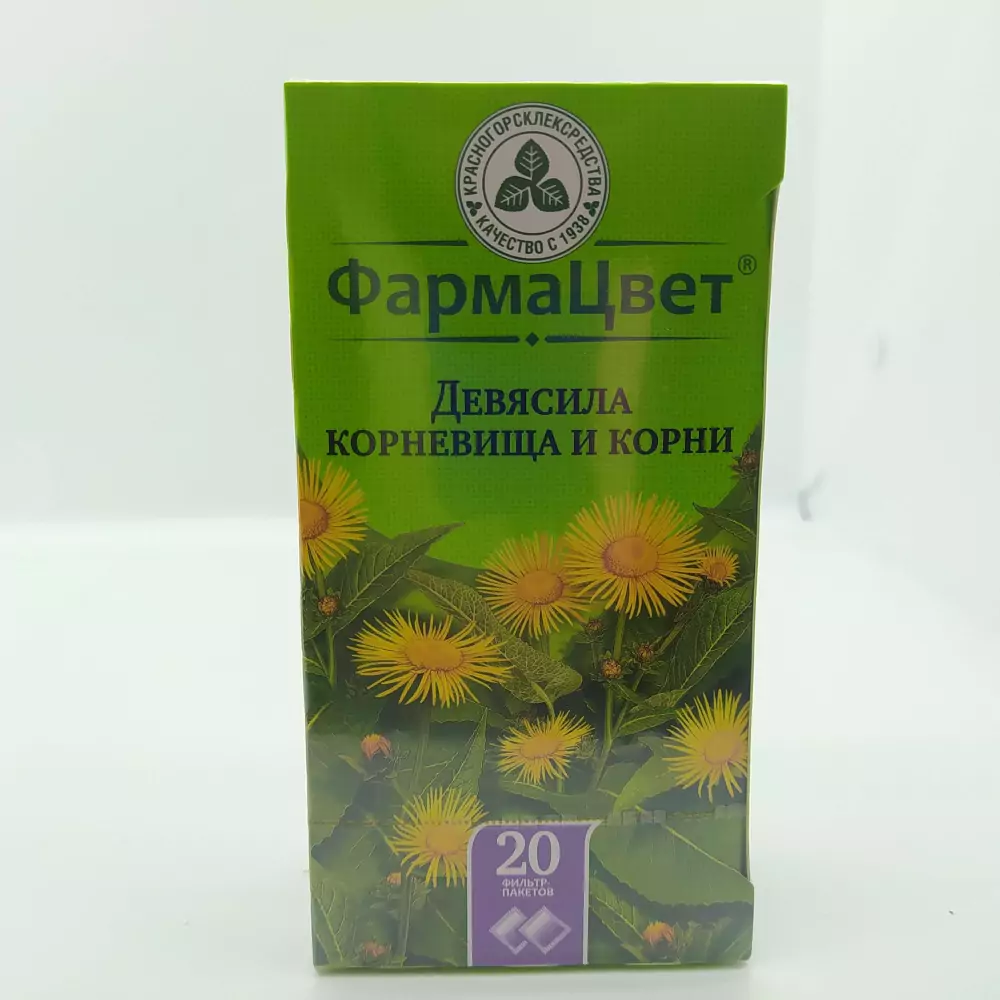 КРАСНОГОРСКЛЕКСРЕДСТВА
КАЧЕСТВО С 1938
ФармаЦвет®
ДЕВЯСИЛА
КОРНЕВИЩА И КОРНИ
20
ФИЛЬТР-
ПАКЕТОВ